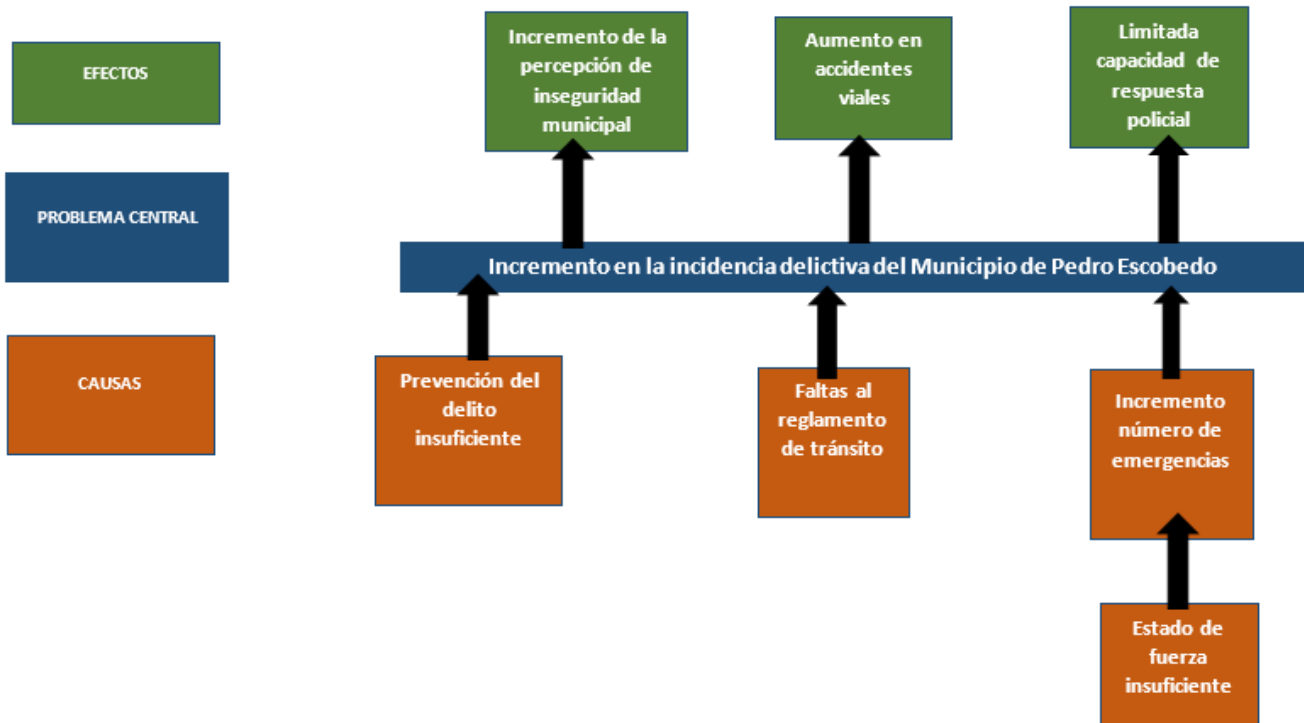 EFECTOS
Incremento de la
percepción de
inseguridad
municipal
Aumento en
accidentes
viales
Limitada
capacidad de
respuesta
policial
PROBLEMA CENTRAL
Incremento en la incidencia delictiva del Municipio de Pedro Escobedo
CAUSAS
Prevención del
delito
insuficiente
Faltas al
reglamento
de tránsito
Incremento
número de
emergencias
Estado de
fuerza
insuficiente